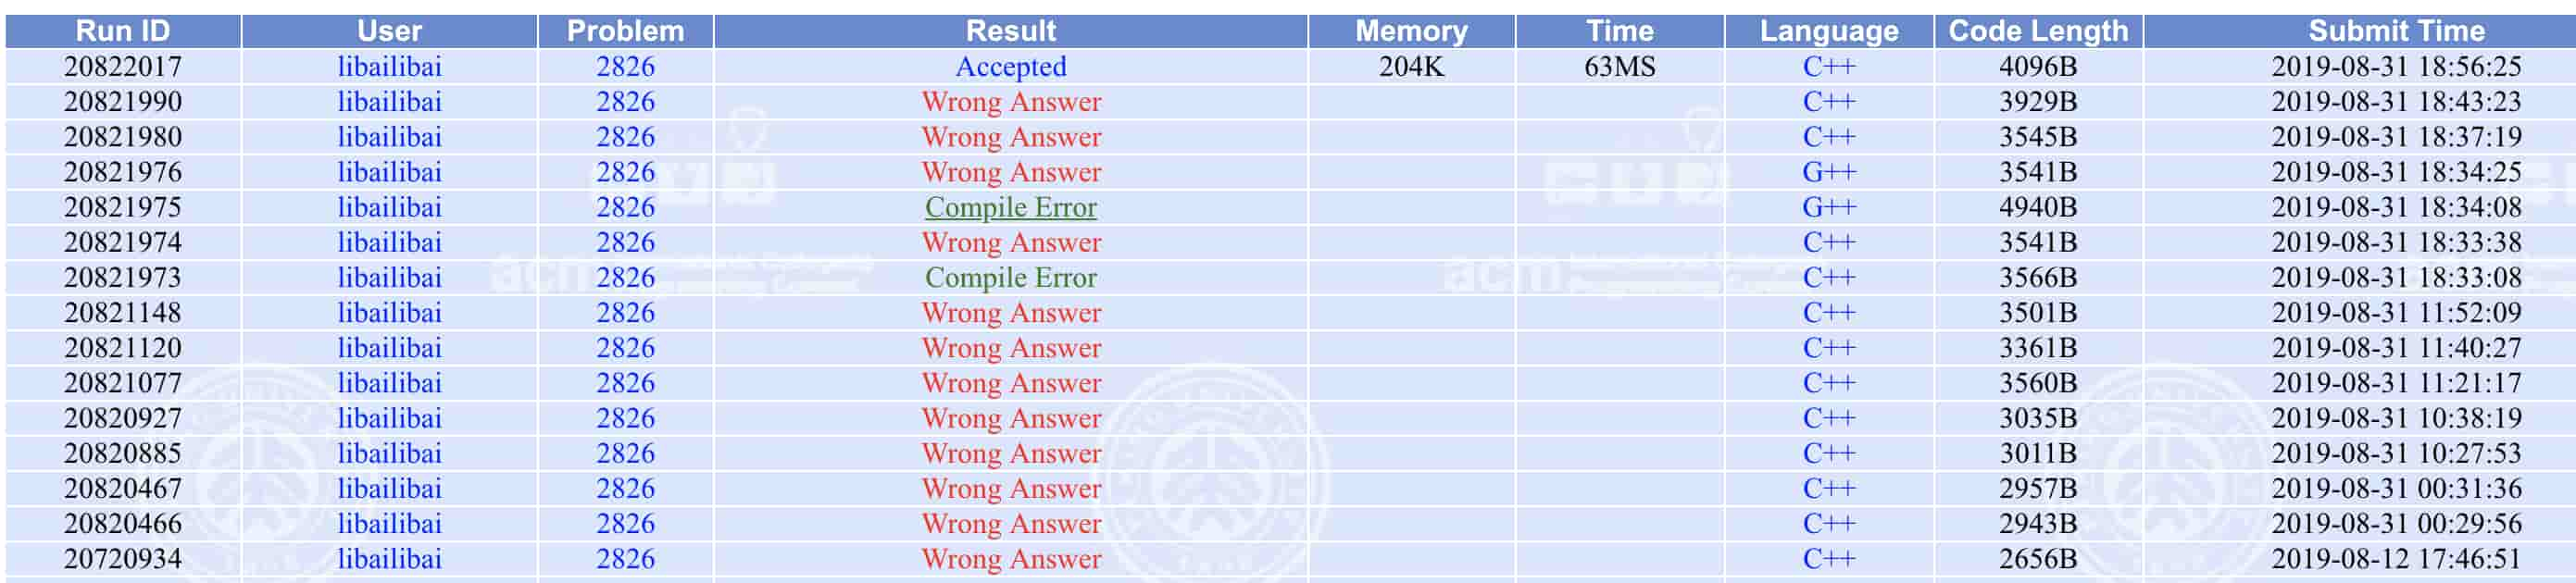 Run ID User Problem Result Memory Time Language Code Length Submit Time
20822017 libailibai 2826 Accepted 204K 63MS C++ 4096B 2019-08-31 18:56:25
20821990 libailibai 2826 Wrong Answer C++ 3929B 2019-08-31 18:43:23
20821980 libailibai 2826 Wrong Answer C++ 3545B 2019-08-31 18:37:19
20821976 libailibai 2826 Wrong Answer G++ 3541B 2019-08-31 18:34:25
20821975 libailibai 2826 Compile Error G++ 4940B 2019-08-31 18:34:08
20821974 libailibai 2826 Wrong Answer C++ 3541B 2019-08-31 18:33:38
20821973 libailibai 2826 Compile Error C++ 3566B 2019-08-31 18:33:08
20821148 libailibai 2826 Wrong Answer C++ 3501B 2019-08-31 11:52:09
20821120 libailibai 2826 Wrong Answer C++ 3361B 2019-08-31 11:40:27
20821077 libailibai 2826 Wrong Answer C++ 3560B 2019-08-31 11:21:17
20820927 libailibai 2826 Wrong Answer C++ 3035B 2019-08-31 10:38:19
20820885 libailibai 2826 Wrong Answer C++ 3011B 2019-08-31 10:27:53
20820467 libailibai 2826 Wrong Answer C++ 2957B 2019-08-31 00:31:36
20820466 libailibai 2826 Wrong Answer C++ 2943B 2019-08-31 00:29:56
20720934 libailibai 2826 Wrong Answer C++ 2656B 2019-08-12 17:46:51